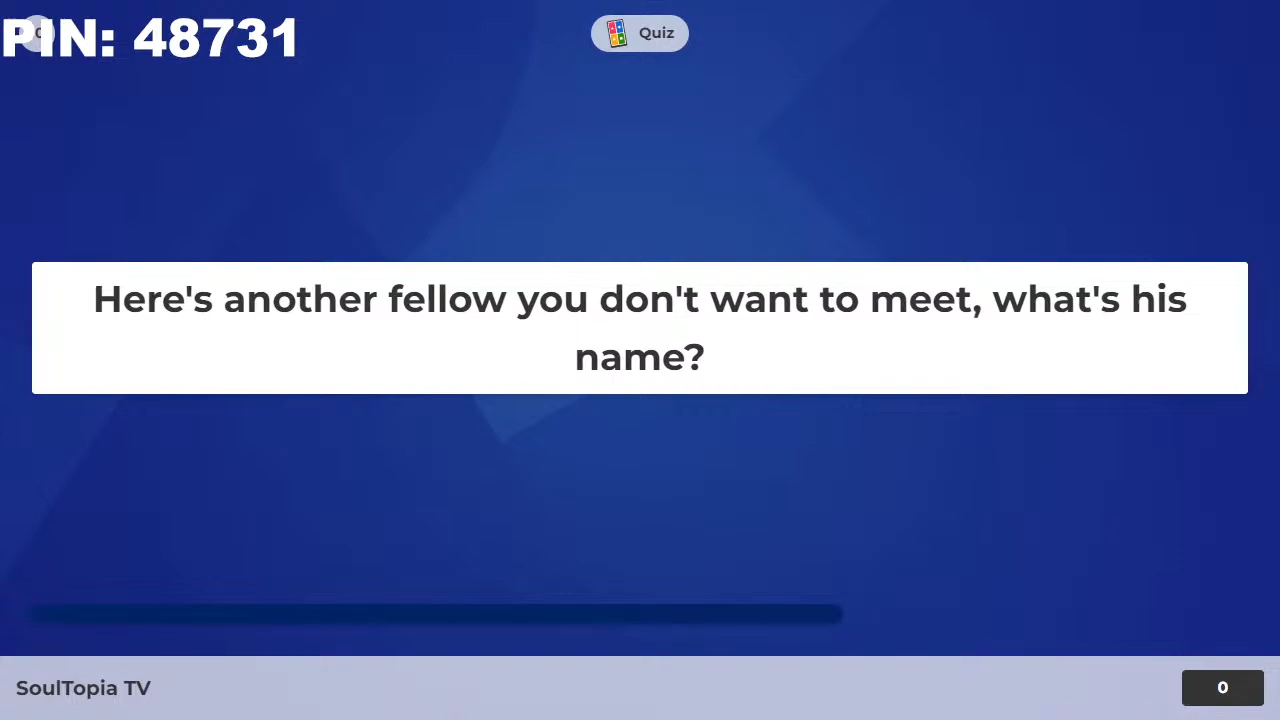 PIN: 48731
Quiz
Here's another fellow you don't want to meet, what's his
name?
SoulTopia TV
0